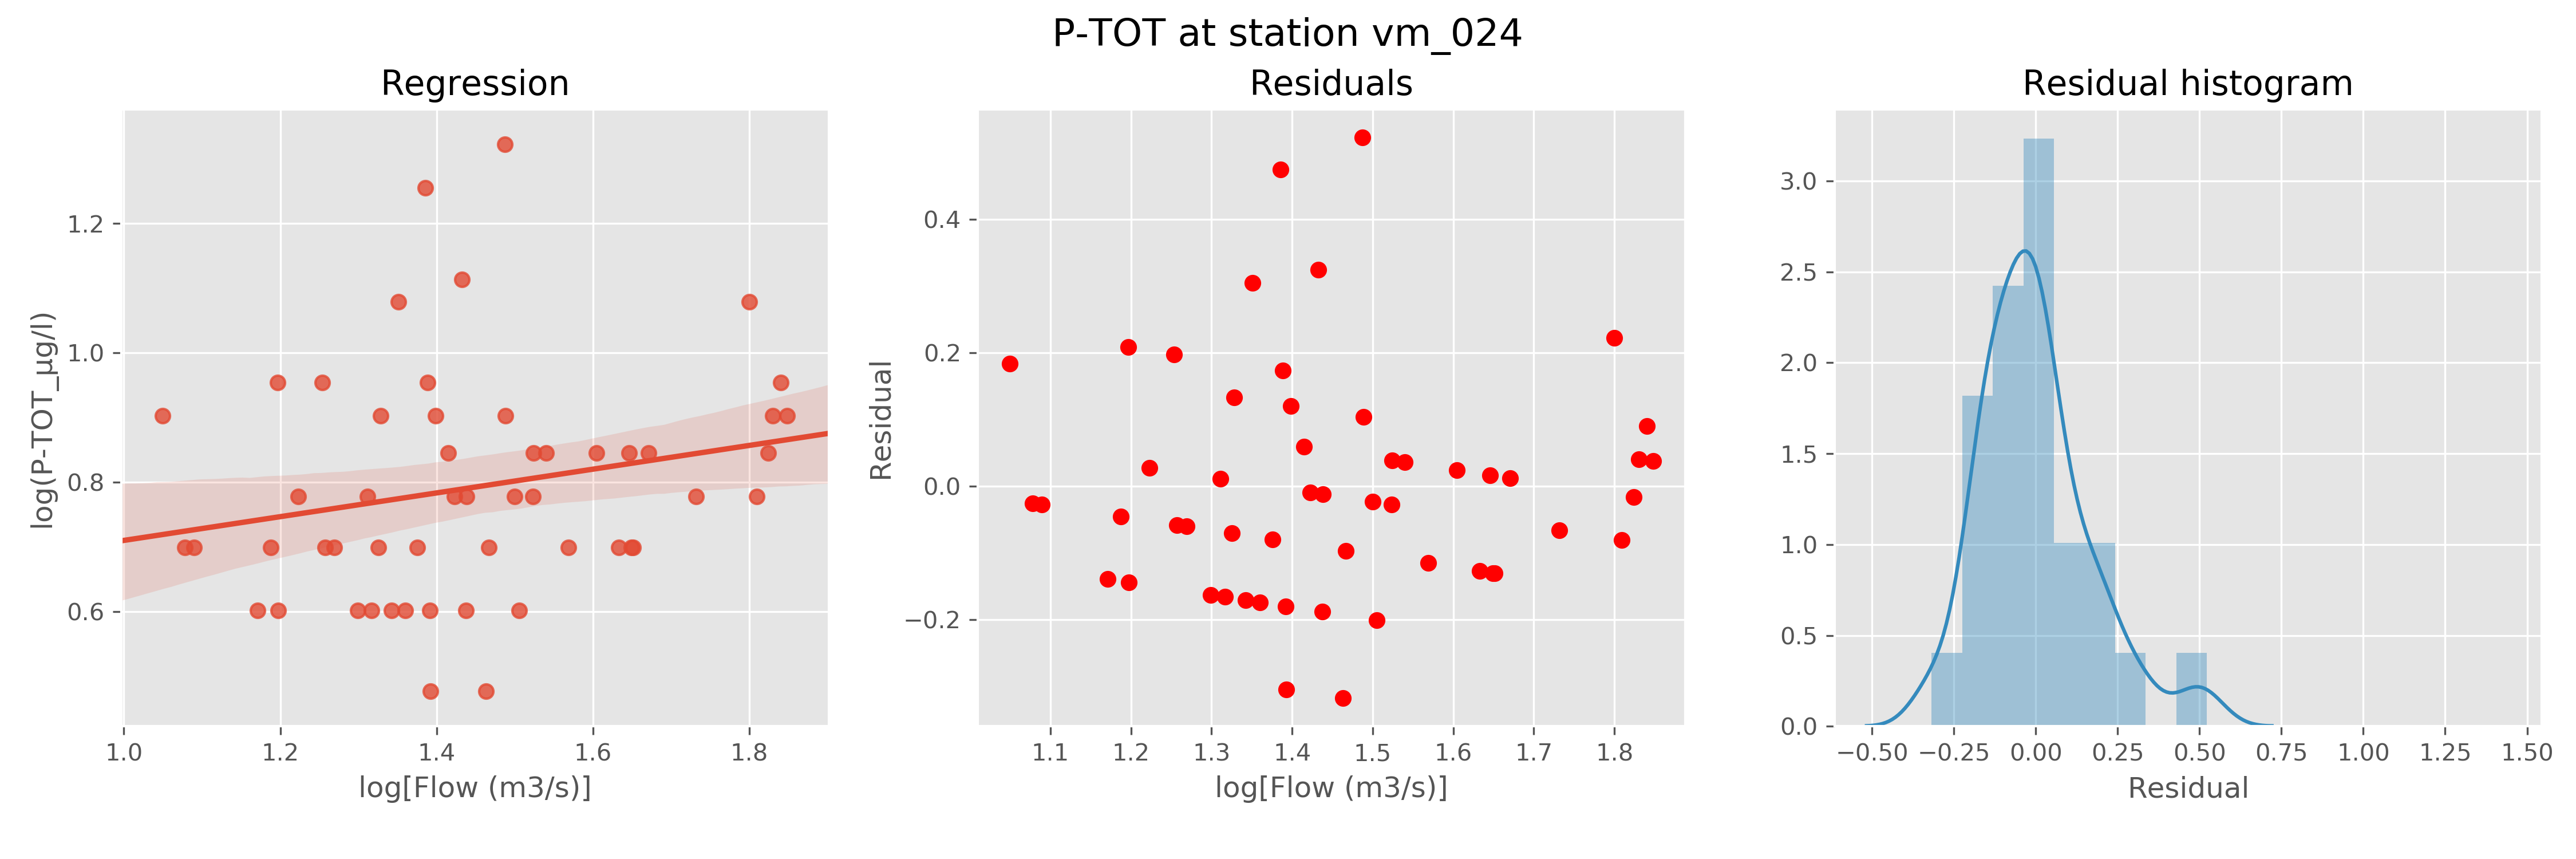 P-TOT at station vm_024
Regression
1.2
1.0
0.8
0.6
log(P-TOT_µg/l)
1.0 1.2 1.4 1.6 1.8
log[Flow (m3/s)]
Residuals
0.4
0.2
0.0
−0.2
Residual
1.1 1.2 1.3 1.4 1.5 1.6 1.7 1.8
log[Flow (m3/s)]
Residual histogram
3.0
2.5
2.0
1.5
1.0
0.5
0.0
−0.50 −0.25 0.00 0.25 0.50 0.75 1.00 1.25 1.50
Residual